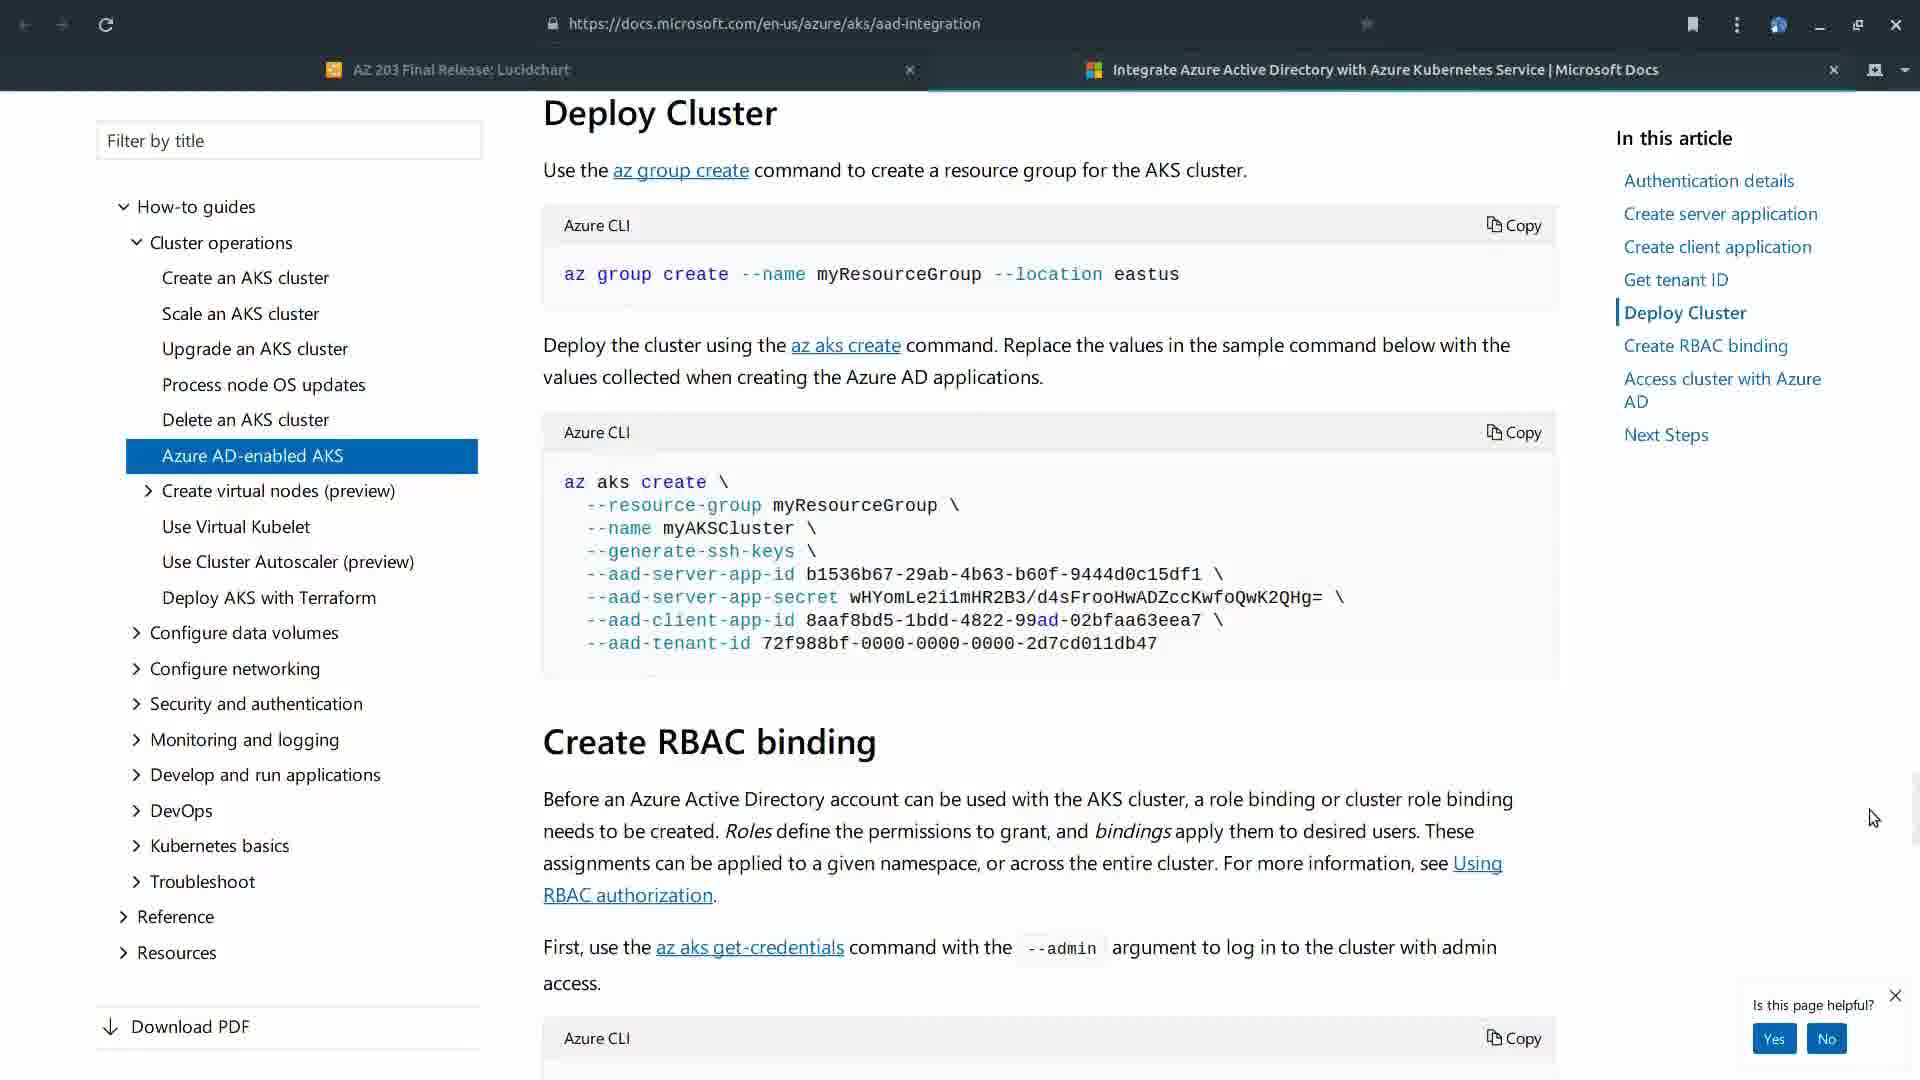 https://docs.microsoft.com/en-us/azure/aks/aad-integration
AZ 203 Final Release: Lucidchart
Integrate Azure Active Directory with Azure Kubernetes Service | Microsoft Docs
Filter by title
How-to guides
Cluster operations
Create an AKS cluster
Scale an AKS cluster
Upgrade an AKS cluster
Process node OS updates
Delete an AKS cluster
Azure AD-enabled AKS
Create virtual nodes (preview)
Use Virtual Kubelet
Use Cluster Autoscaler (preview)
Deploy AKS with Terraform
Configure data volumes
Configure networking
Security and authentication
Monitoring and logging
Develop and run applications
DevOps
Kubernetes basics
Troubleshoot
Reference
Resources
Download PDF
Deploy Cluster
Use the az group create command to create a resource group for the AKS cluster.
Azure CLI
Copy
az group create --name myResourceGroup --location eastus
Deploy the cluster using the az aks create command. Replace the values in the sample command below with the
values collected when creating the Azure AD applications.
Azure CLI
Copy
az aks create \
--resource-group myResourceGroup \
--name myAKSCluster \
--generate-ssh-keys \
--aad-server-app-id b1536b67-29ab-4b63-b60f-9444d0c15df1 \
--aad-server-app-secret wHYomLe2i1mHR2B3/d4sFrooHwADZccKwfoQwK2QHg= \
--aad-client-app-id 8aaf8bd5-1bdd-4822-99ad-02bfaa63eea7 \
--aad-tenant-id 72f988bf-0000-0000-0000-2d7cd011db47
Create RBAC binding
Before an Azure Active Directory account can be used with the AKS cluster, a role binding or cluster role binding
needs to be created. Roles define the permissions to grant, and bindings apply them to desired users. These
assignments can be applied to a given namespace, or across the entire cluster. For more information, see Using
RBAC authorization.
First, use the az aks get-credentials command with the --admin argument to log in to the cluster with admin
access.
Azure CLI
Copy
In this article
Authentication details
Create server application
Create client application
Get tenant ID
Deploy Cluster
Create RBAC binding
Access cluster with Azure
AD
Next Steps
Is this page helpful?
Yes
No